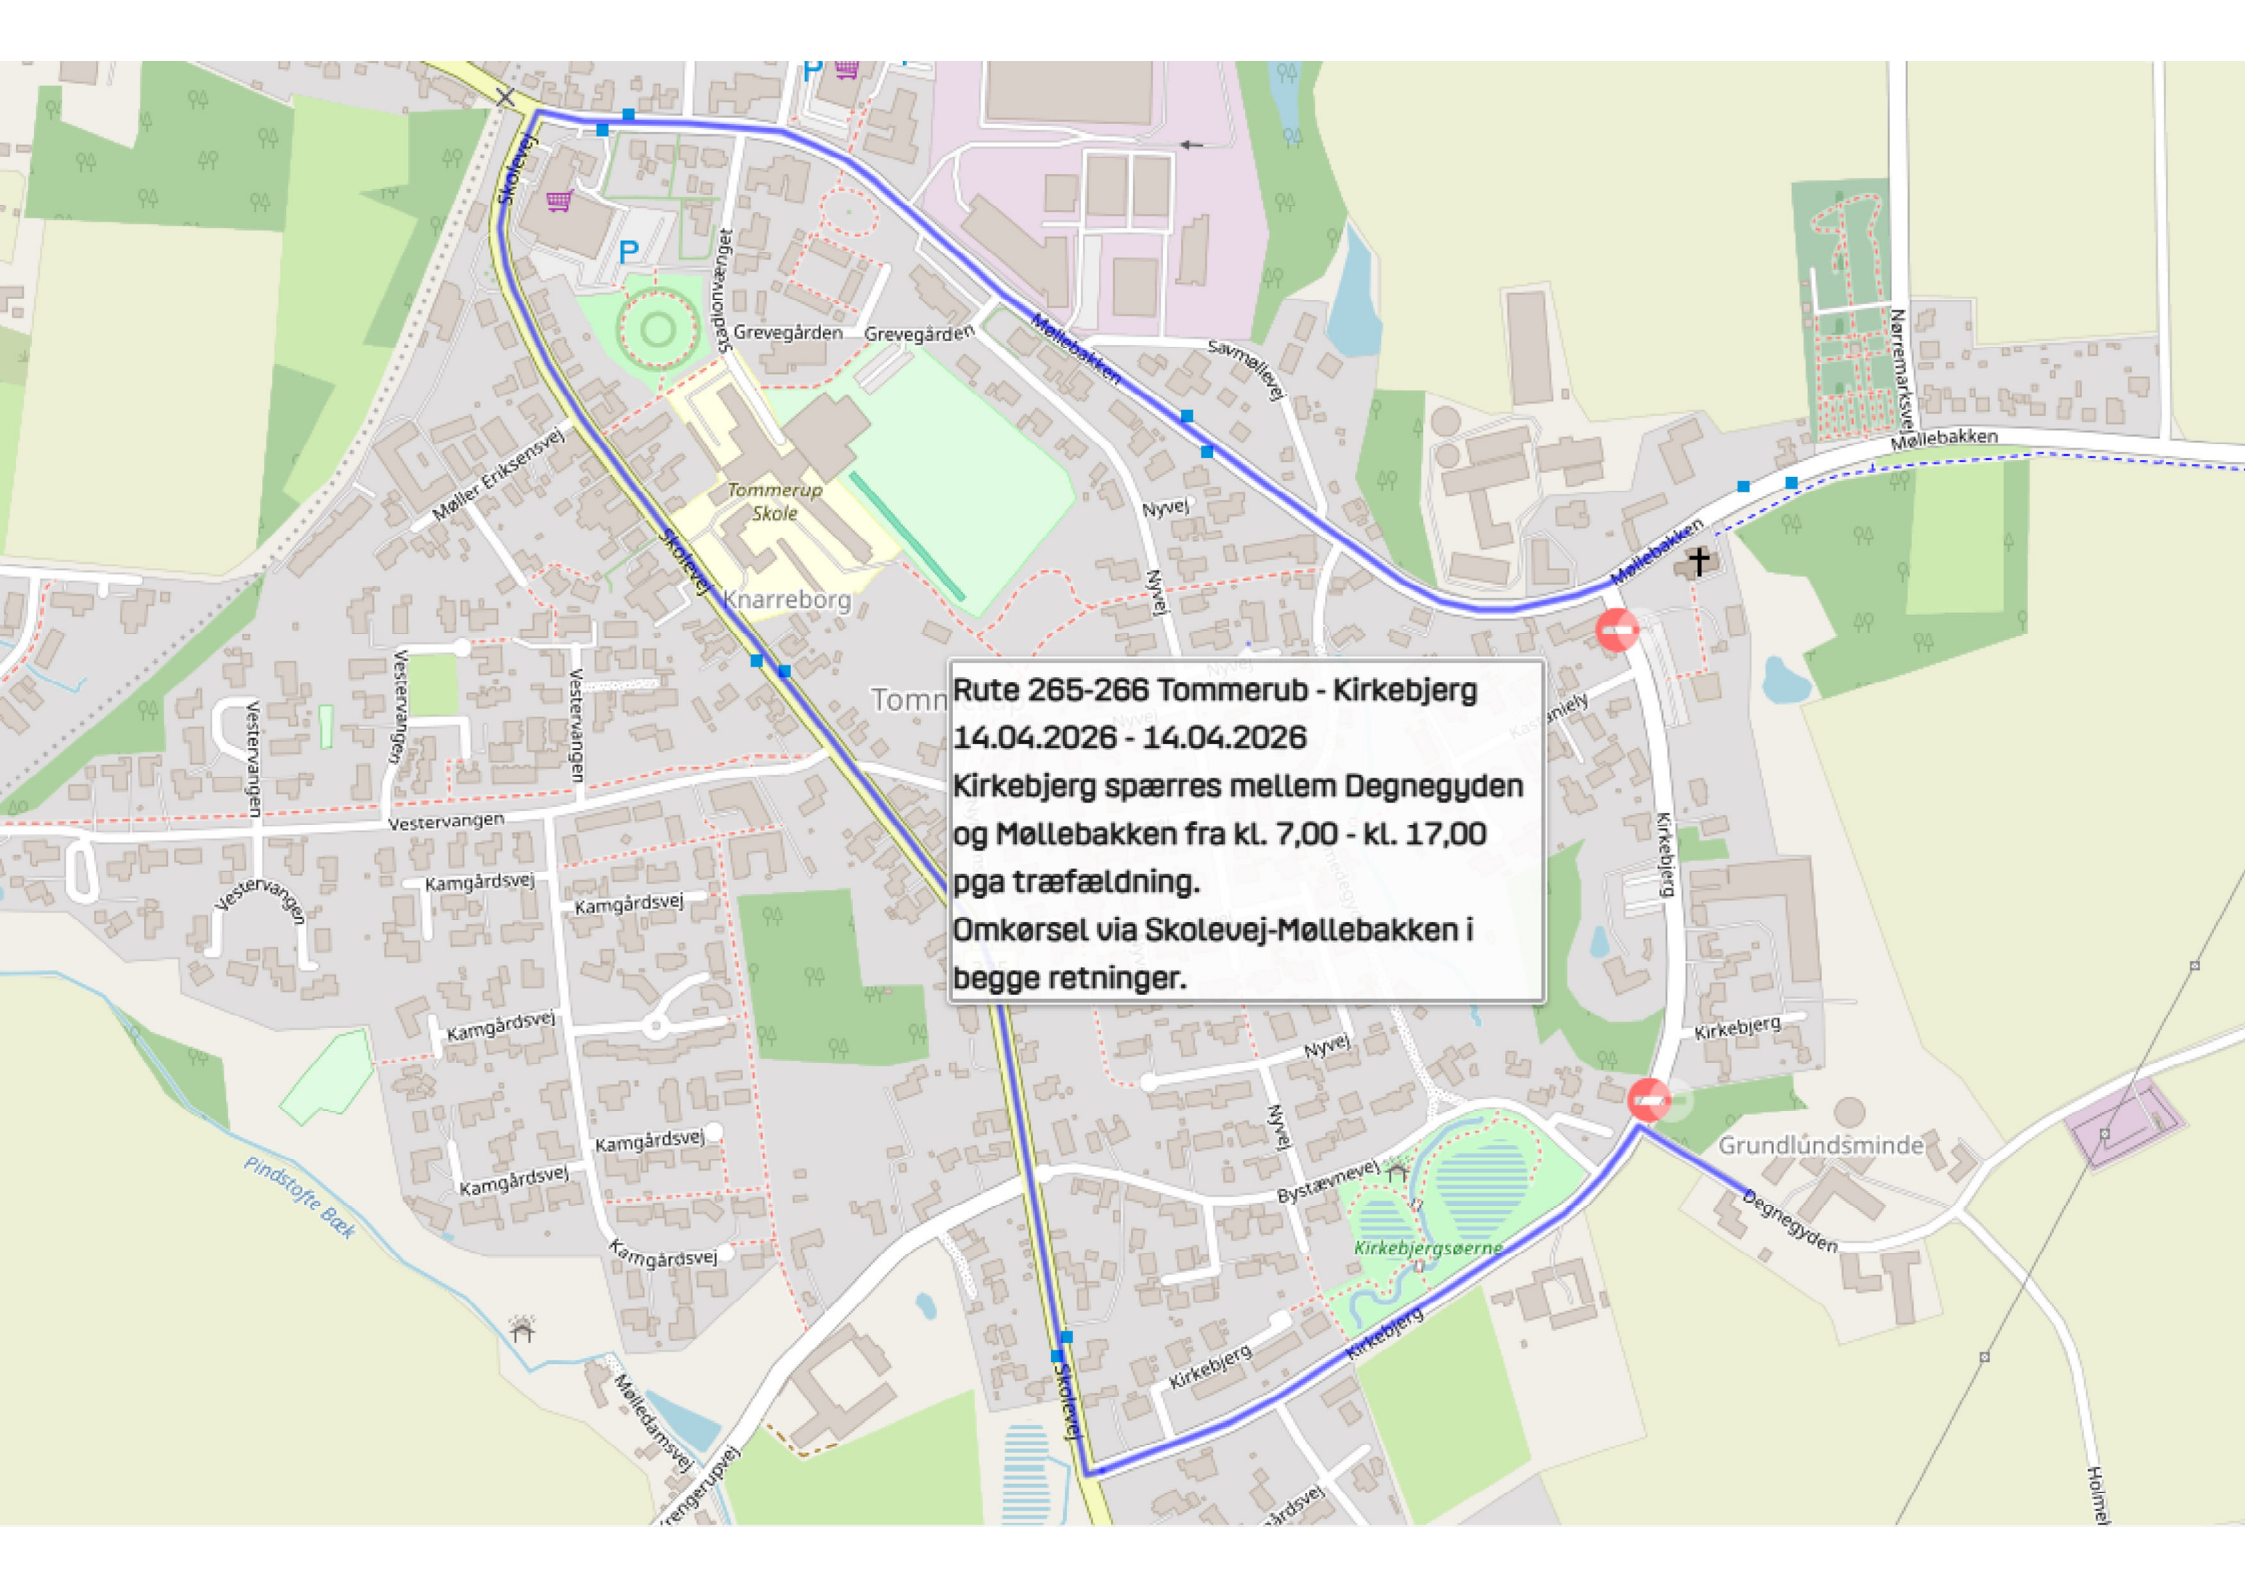 P
Skolevej
P
Stadionvænget
Grevegården
Grevegården
Møllebakken
Savmøllevej
Nørremarksvej
Møllebakken
Møller Eriksensvej
Tommerup
Skole
Nyvej
Møllebakken
Skolevej
Knarreborg
Nyvej
Vestervangen
Vestervangen
Vestervangen
Nyvej
Rute 265-266 Tommerub - Kirkebjerg
14.04.2026 - 14.04.2026
Kirkebjerg spærres mellem Degnegyden
og Møllebakken fra kl. 7,00 - kl. 17,00
pga træfældning.
Omkørsel via Skolevej-Møllebakken i
begge retninger.
Vestervangen
Kirkebjerg
Kamgårdsvej
Vestervangen
Kamgårdsvej
Kamgårdsvej
Kirkebjerg
Nyvej
Nyvej
Kamgårdsvej
Kamgårdsvej
Grundlundsminde
Pindstofte Bæk
Bystævnevej
Degnegyden
Kamgårdsvej
Kirkebjergsøerne
Kirkebjerg
Kirkebjerg
Skolevej
Mølledamsvej